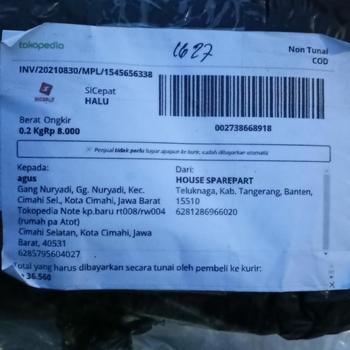 tokopedia
1627
Non Tunai
COD
INV/20210830/MPL/1545656338
SiCepat
HALU
Berat Ongkir
0.2 KgRp 8.000
002738668918
Penjual tidak perlu bayar apapun ke kurir, sudah dibayarkan otomatis
Kepada:
agus
Gang Nuryadi, Gg. Nuryadi, Kec.
Cimahi Sel., Kota Cimahi, Jawa Barat
Tokopedia Note kp.baru rt008/rw004
(rumah pa Atot)
Cimahi Selatan, Kota Cimahi, Jawa
Barat, 40531
6285795604027
Dari:
HOUSE SPAREPART
Teluknaga, Kab. Tangerang, Banten,
15510
6281286966020
Total yang harus dibayarkan secara tunai oleh pembeli ke kurir:
36.560